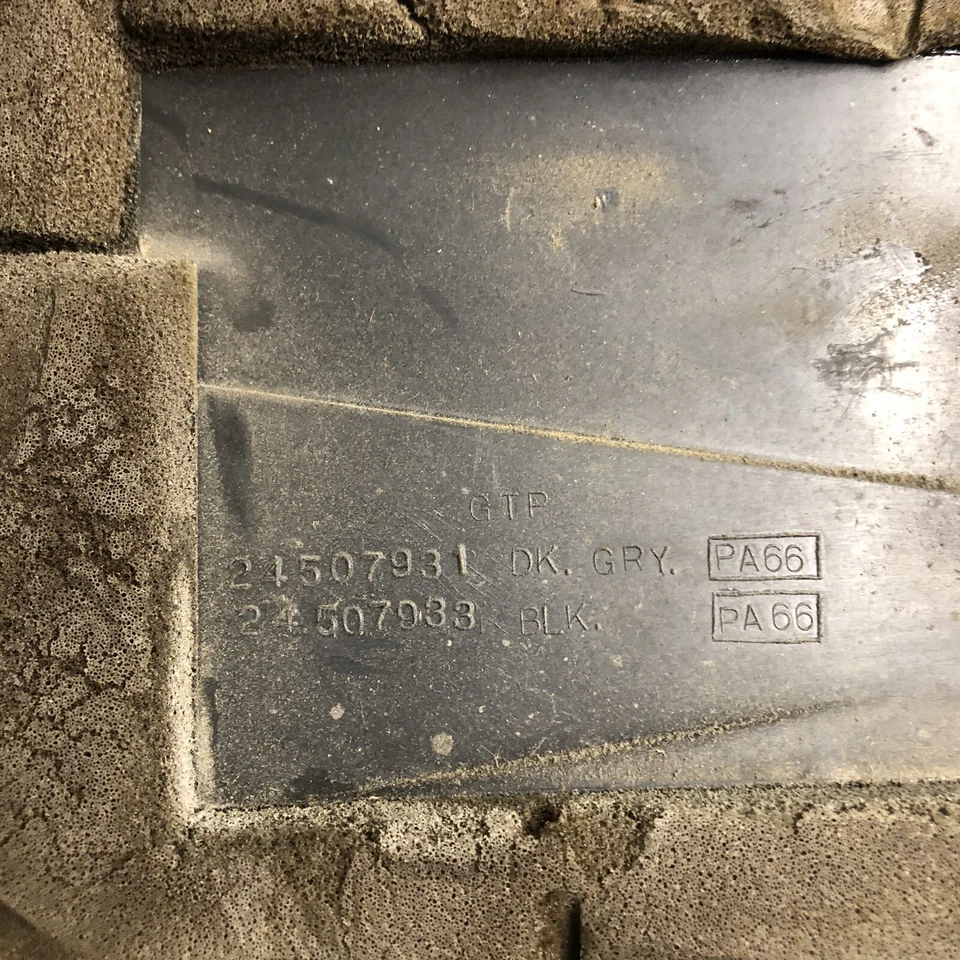 GTP
24507931 DK. GRY. PA66
24507933 BLK. PA66